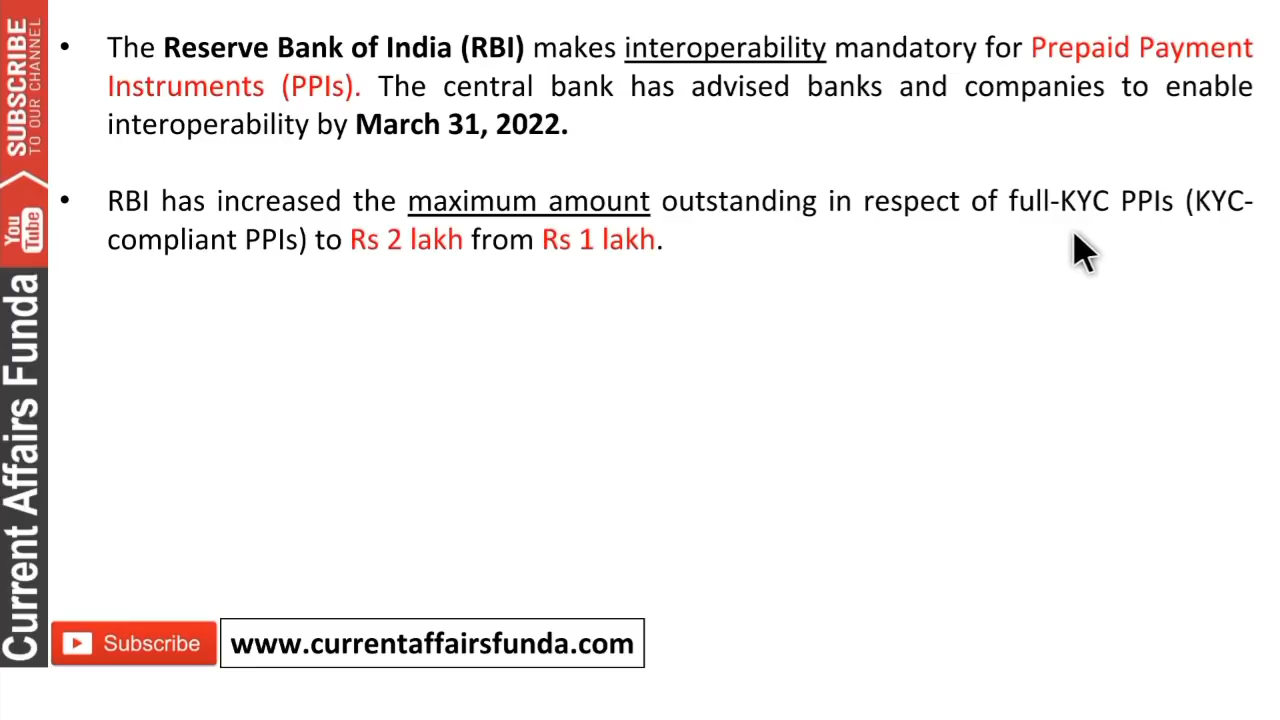 • The Reserve Bank of India (RBI) makes interoperability mandatory for Prepaid Payment
Instruments (PPIs). The central bank has advised banks and companies to enable
interoperability by March 31, 2022.
• RBI has increased the maximum amount outstanding in respect of full-KYC PPIs (KYC-
compliant PPIs) to Rs 2 lakh from Rs 1 lakh.
SUBSCRIBE
TO OUR CHANNEL
You
Tube
Current Affairs Funda
Subscribe
www.currentaffairsfunda.com